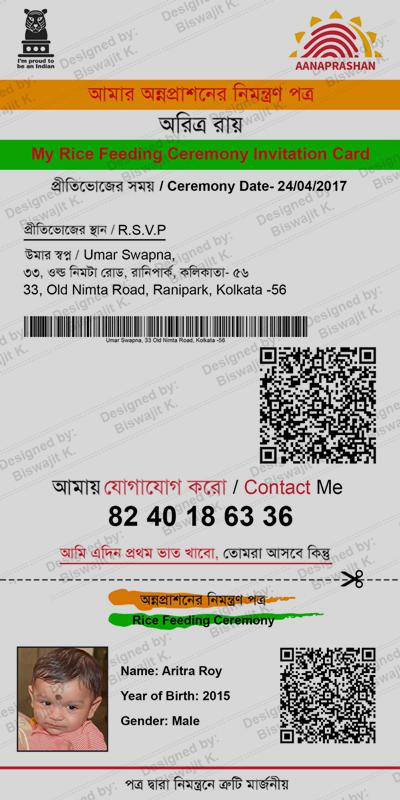 I'm proud to
be an Indian
AANAPRASHAN
আমার অন্নপ্রাশনের নিমন্ত্রণ পত্র
অরিত্র রায়
My Rice Feeding Ceremony Invitation Card
প্রীতিভোজের সময় / Ceremony Date- 24/04/2017
প্রীতিভোজের স্থান / R.S.V.P
উমার স্বপ্ন / Umar Swapna,
৩৩, ওল্ড নিমটা রোড, রানিপার্ক, কলিকাতা- ৫৬
33, Old Nimta Road, Ranipark, Kolkata -56
Umar Swapna, 33 Old Nimta Road, Kolkata -56
আমায় যোগাযোগ করো / Contact Me
82 40 18 63 36
আমি এদিন প্রথম ভাত খাবো, তোমরা আসবে কিন্তু
অন্নপ্রাশনের নিমন্ত্রণ পত্র
Rice Feeding Ceremony
Name: Aritra Roy
Year of Birth: 2015
Gender: Male
পত্র দ্বারা নিমন্ত্রনে ত্রুটি মার্জনীয়
Designed by:
Biswajit K.